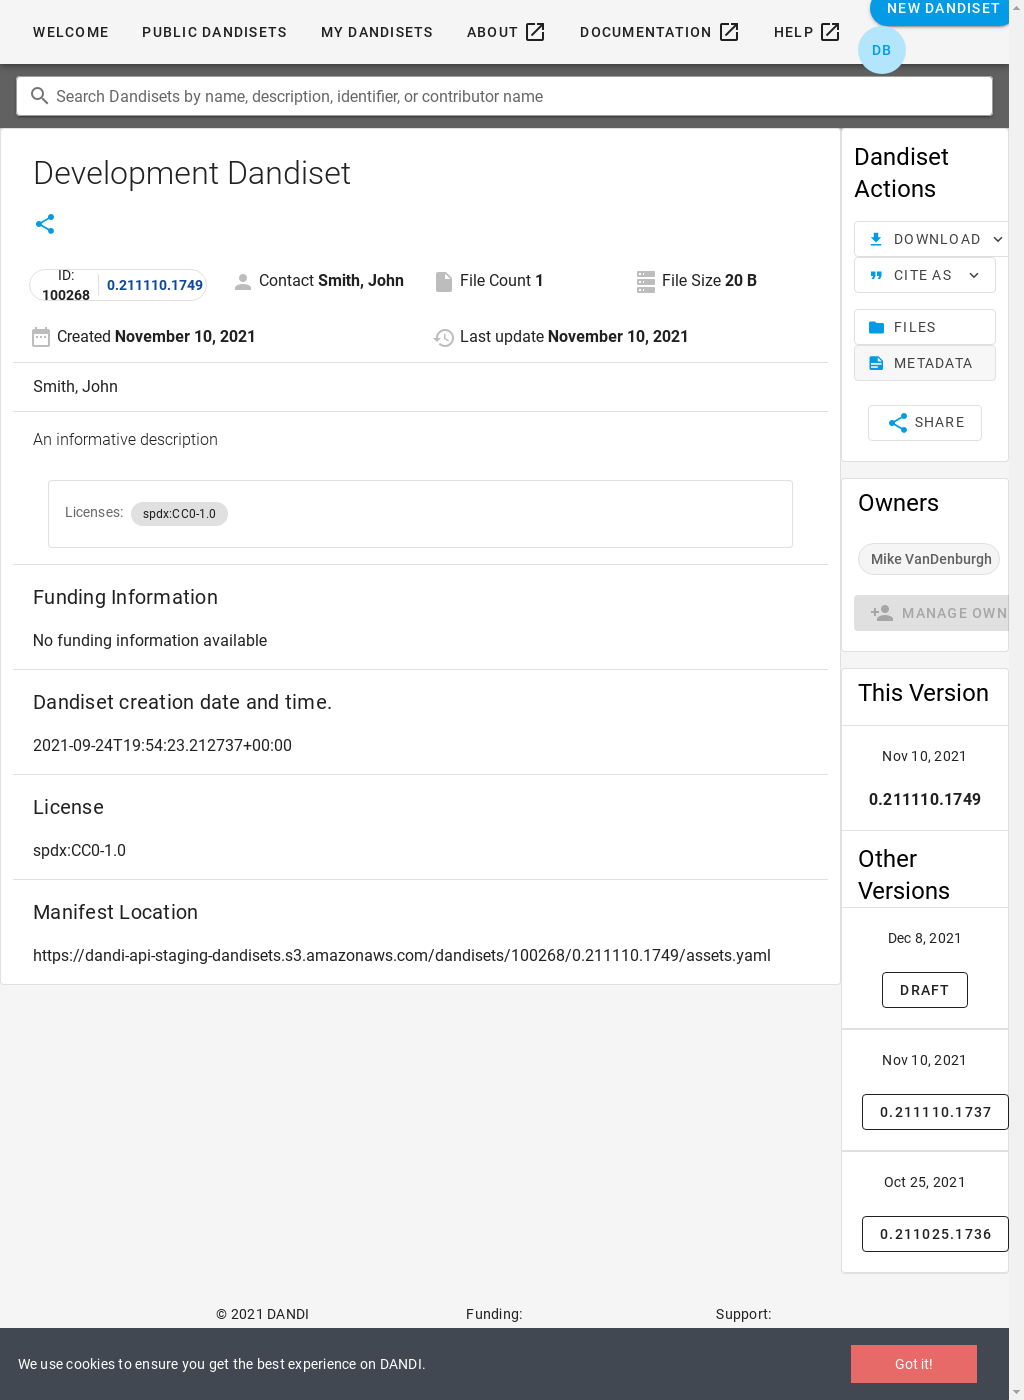 NEW DANDISET
WELCOME
PUBLIC DANDISETS
MY DANDISETS
ABOUT
DOCUMENTATION
HELP
DB
Search Dandisets by name, description, identifier, or contributor name
Development Dandiset
ID: 100268
0.211110.1749
Contact Smith, John
File Count 1
File Size 20 B
Created November 10, 2021
Last update November 10, 2021
Smith, John
An informative description
Licenses:
spdx:CC0-1.0
Funding Information
No funding information available
Dandiset creation date and time.
2021-09-24T19:54:23.212737+00:00
License
spdx:CC0-1.0
Manifest Location
https://dandi-api-staging-dandisets.s3.amazonaws.com/dandisets/100268/0.211110.1749/assets.yaml
Dandiset
Actions
DOWNLOAD
CITE AS
FILES
METADATA
SHARE
Owners
Mike VanDenburgh
MANAGE OWN
This Version
Nov 10, 2021
0.211110.1749
Other
Versions
Dec 8, 2021
DRAFT
Nov 10, 2021
0.211110.1737
Oct 25, 2021
0.211025.1736
© 2021 DANDI
Funding:
Support:
We use cookies to ensure you get the best experience on DANDI.
Got it!